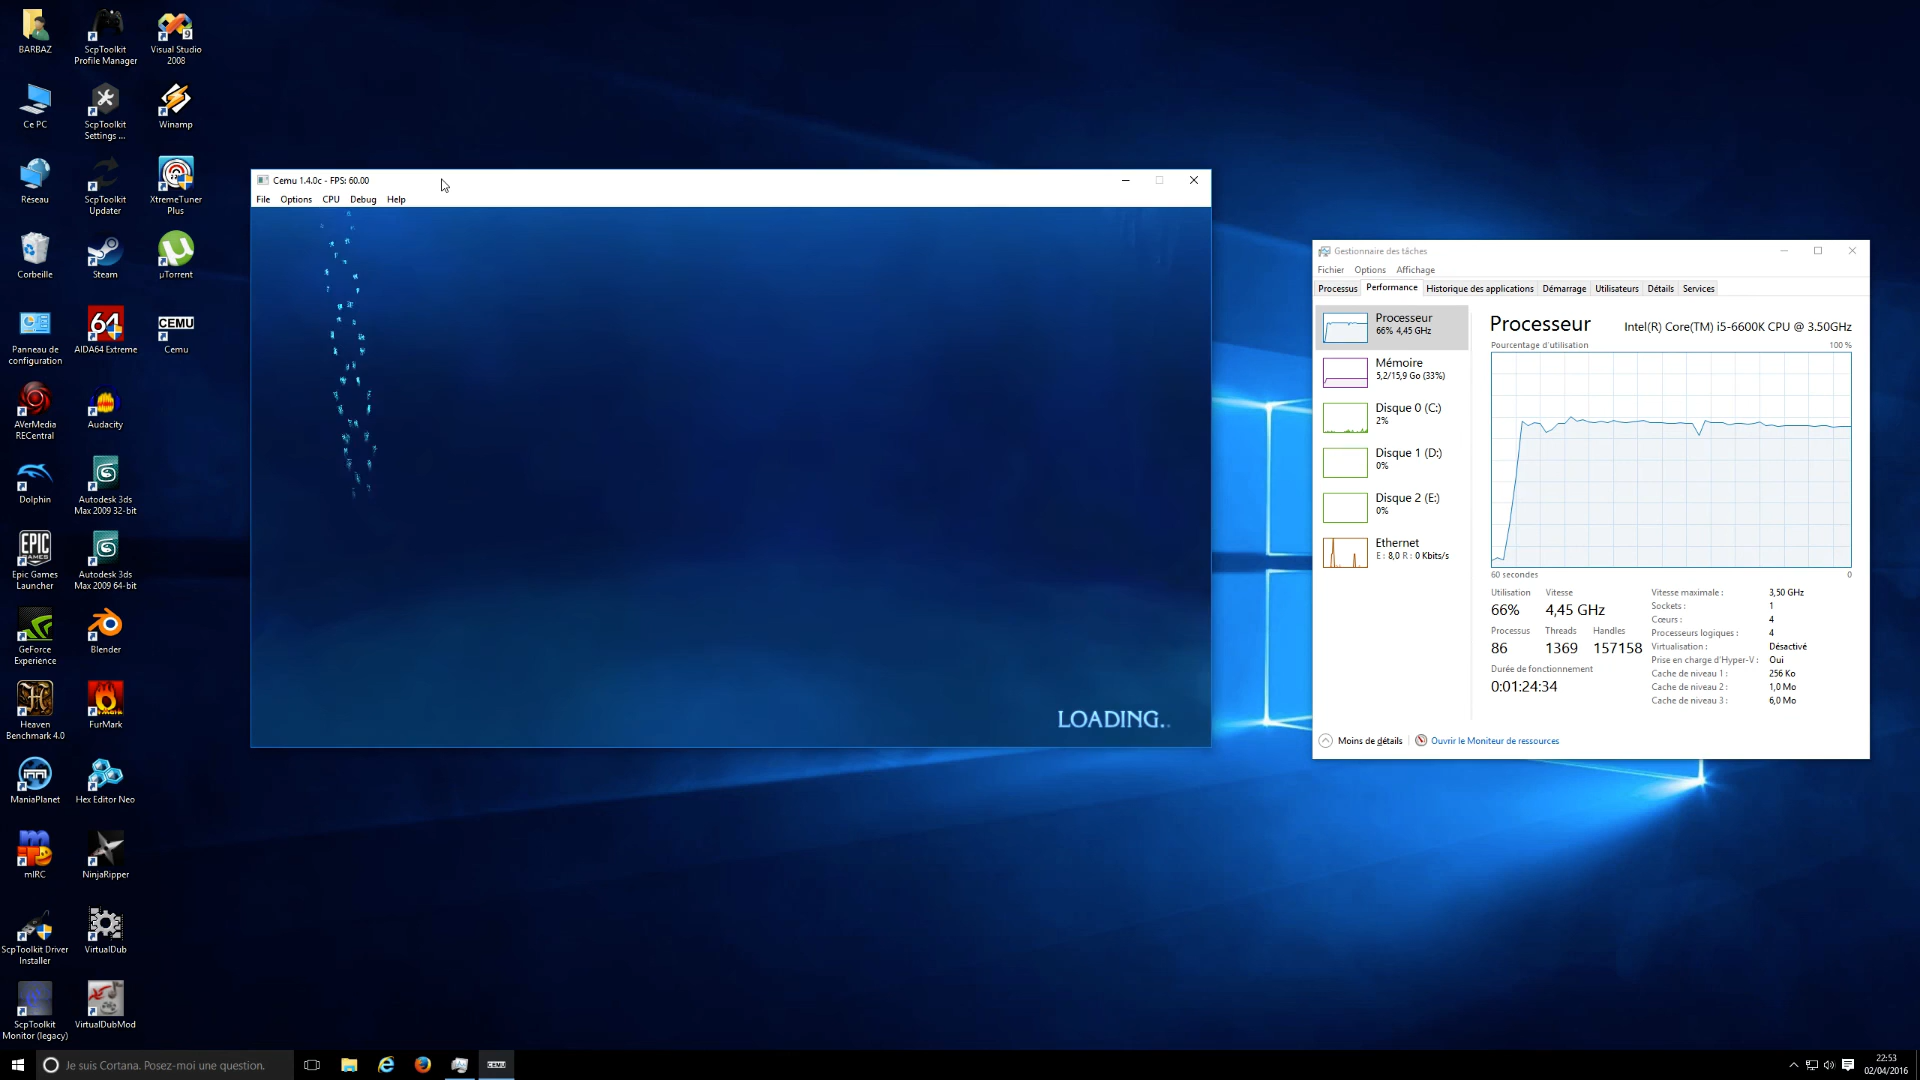 BARBAZ
ScpToolkit
Profile Manager
Visual Studio
2008
Ce PC
ScpToolkit
Settings ...
Winamp
Réseau
ScpToolkit
Updater
XtremeTuner
Plus
Corbeille
Steam
µTorrent
Panneau de
configuration
64
AIDA64 Extreme
CEMU
Cemu
AVerMedia
RECentral
Audacity
Dolphin
Autodesk 3ds
Max 2009 32-bit
EPIC
GAMES
Epic Games
Launcher
Autodesk 3ds
Max 2009 64-bit
GeForce
Experience
Blender
Heaven
Benchmark 4.0
FurMark
ManiaPlanet
Hex Editor Neo
mIRC
NinjaRipper
ScpToolkit Driver
Installer
VirtualDub
ScpToolkit
Monitor (legacy)
VirtualDubMod
Cemu 1.4.0c - FPS: 60.00
File Options CPU Debug Help
LOADING..
Gestionnaire des tâches
Fichier Options Affichage
Processus Performance Historique des applications Démarrage Utilisateurs Détails Services
Processeur
66% 4,45 GHz
Mémoire
5,2/15,9 Go (33%)
Disque 0 (C:)
2%
Disque 1 (D:)
0%
Disque 2 (E:)
0%
Ethernet
E : 8,0 R : 0 Kbits/s
Processeur Intel(R) Core(TM) i5-6600K CPU @ 3.50GHz
Pourcentage d'utilisation 100 %
60 secondes 0
Utilisation Vitesse
66% 4,45 GHz
Processus Threads Handles
86 1369 157158
Durée de fonctionnement
0:01:24:34
Vitesse maximale : 3,50 GHz
Sockets : 1
Cœurs : 4
Processeurs logiques : 4
Virtualisation : Désactivé
Prise en charge d'Hyper-V : Oui
Cache de niveau 1 : 256 Ko
Cache de niveau 2 : 1,0 Mo
Cache de niveau 3 : 6,0 Mo
Moins de détails Ouvrir le Moniteur de ressources
Je suis Cortana. Posez-moi une question.
CEMU
22:53
02/04/2016